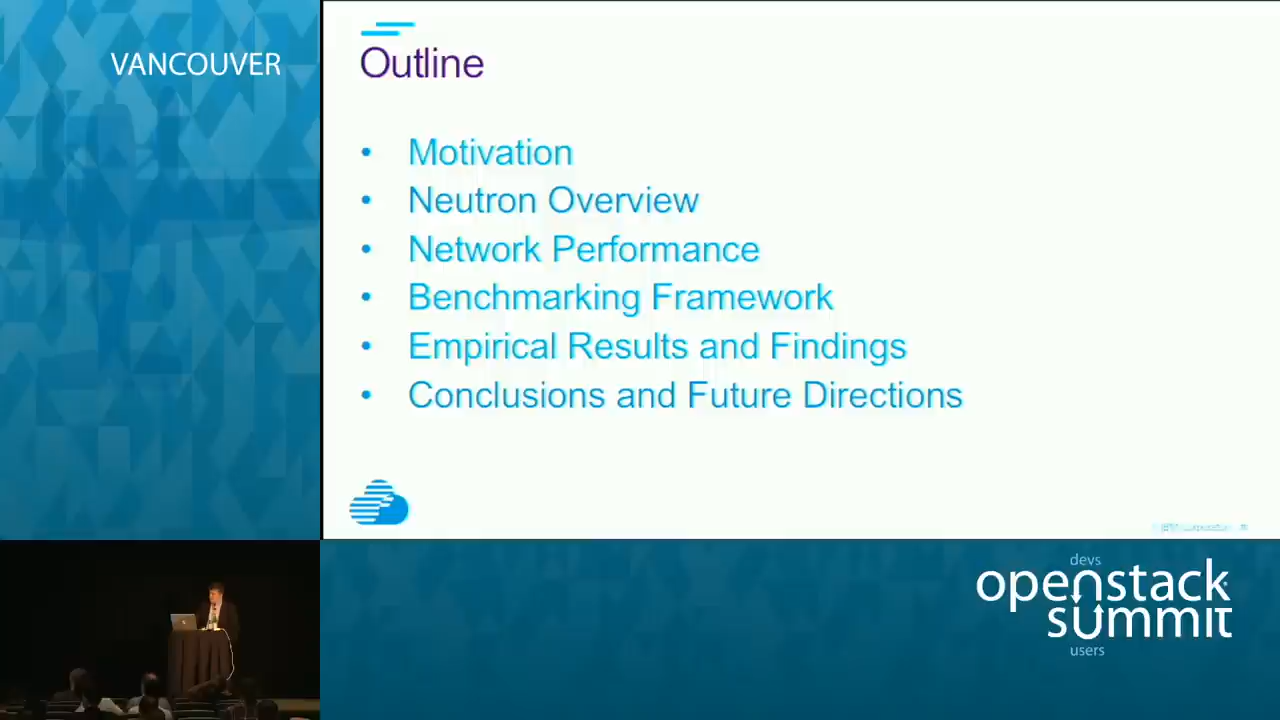 VANCOUVER
Outline
• Motivation
• Neutron Overview
• Network Performance
• Benchmarking Framework
• Empirical Results and Findings
• Conclusions and Future Directions
devs
openstack
summit
users